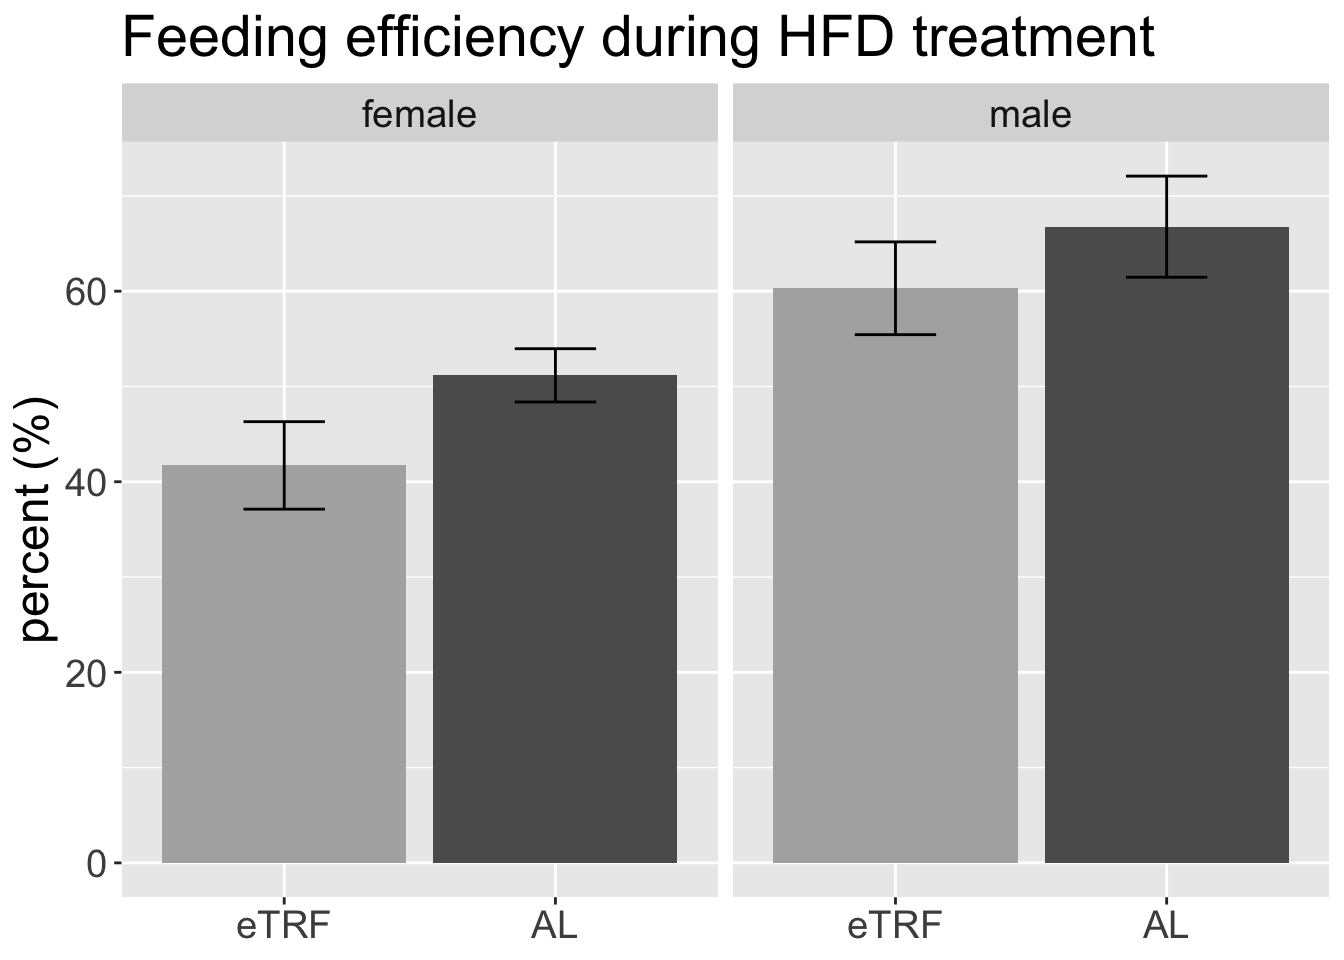 Feeding efficiency during HFD treatment
female
male
percent (%)
60
40
20
0
eTRF
AL
eTRF
AL